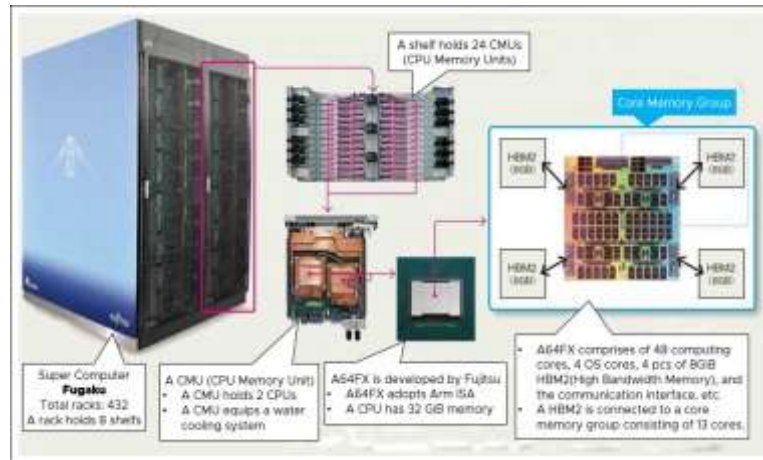 A shelf holds 24 CMUs
(CPU Memory Units)
Core Memory Group
HBM2
(8GB)
HBM2
(8GB)
HBM2
(8GB)
HBM2
(8GB)
Super Computer
Fugaku
Total racks: 432
A rack holds 8 shelfs
A CMU (CPU Memory Unit)
• A CMU holds 2 CPUs
• A CMU equips a water
cooling system
A64FX is developed by Fujitsu
• A64FX adopts Arm ISA
• A CPU has 32 GiB memory
• A64FX comprises of 48 computing
cores, 4 OS cores, 4 pcs of 8GiB
HBM2(High Bandwidth Memory), and
the communication interface, etc.
• A HBM2 is connected to a core
memory group consisting of 13 cores.